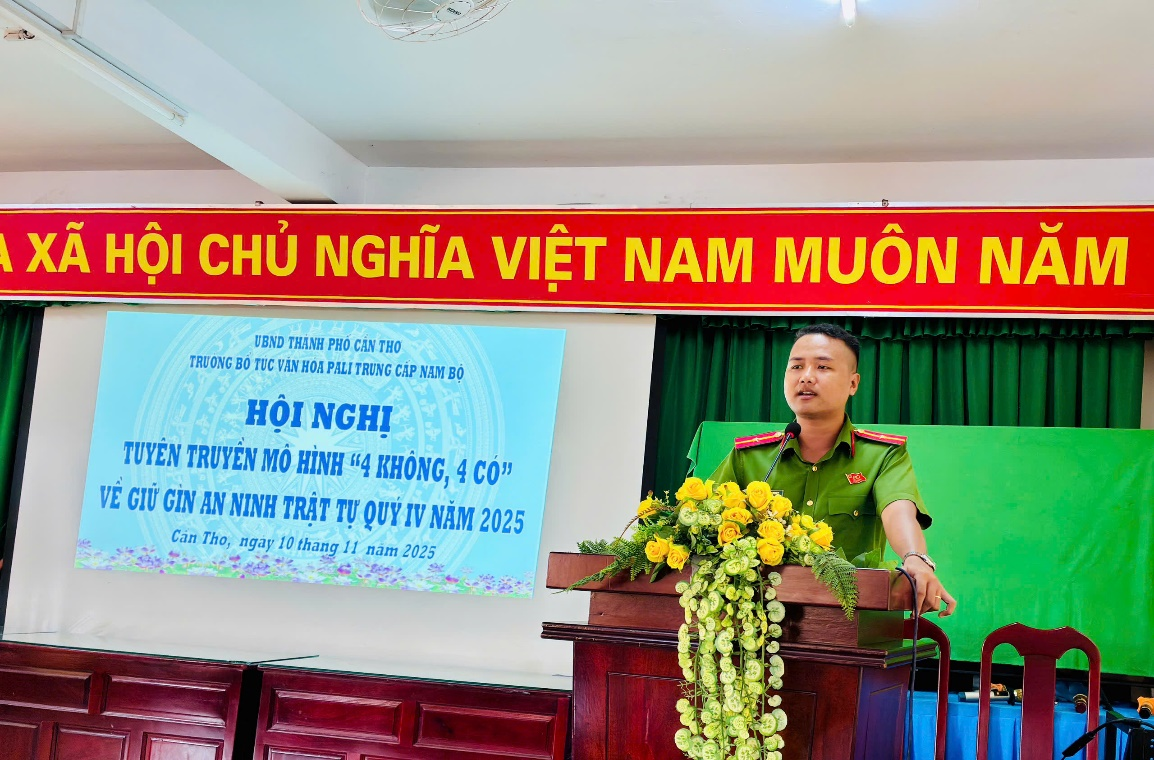 A XÃ HỘI CHỦ NGHĨA VIỆT NAM MUÔN NĂM
UBND THÀNH PHỐ CẦN THƠ
TRƯỜNG BỔ TÚC VĂN HÓA PALI TRUNG CẤP NAM BỘ
HỘI NGHỊ
TUYÊN TRUYỀN MÔ HÌNH “4 KHÔNG, 4 CÓ”
VỀ GIỮ GÌN AN NINH TRẬT TỰ QUÝ IV NĂM 2025
Cần Thơ, ngày 10 tháng 11 năm 2025